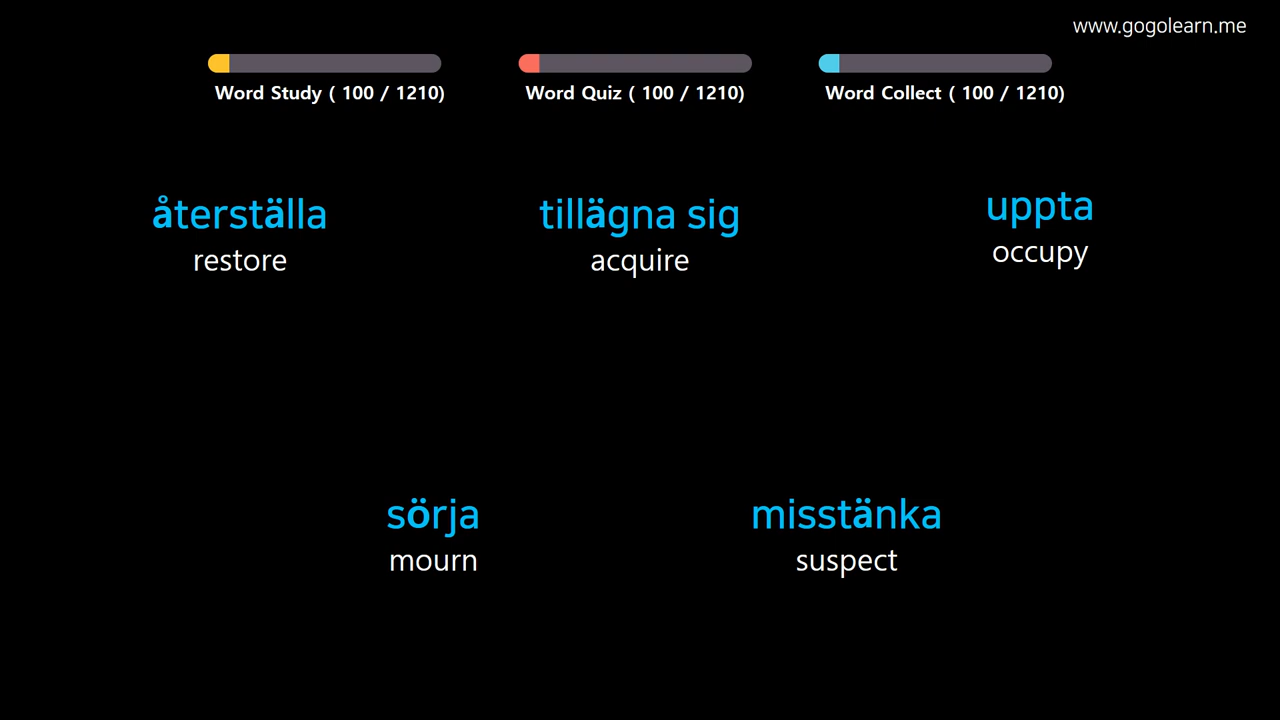 www.gogolearn.me
Word Study ( 100 / 1210)
Word Quiz ( 100 / 1210)
Word Collect ( 100 / 1210)
återställa
restore
tillägna sig
acquire
uppta
occupy
sörja
mourn
misstänka
suspect